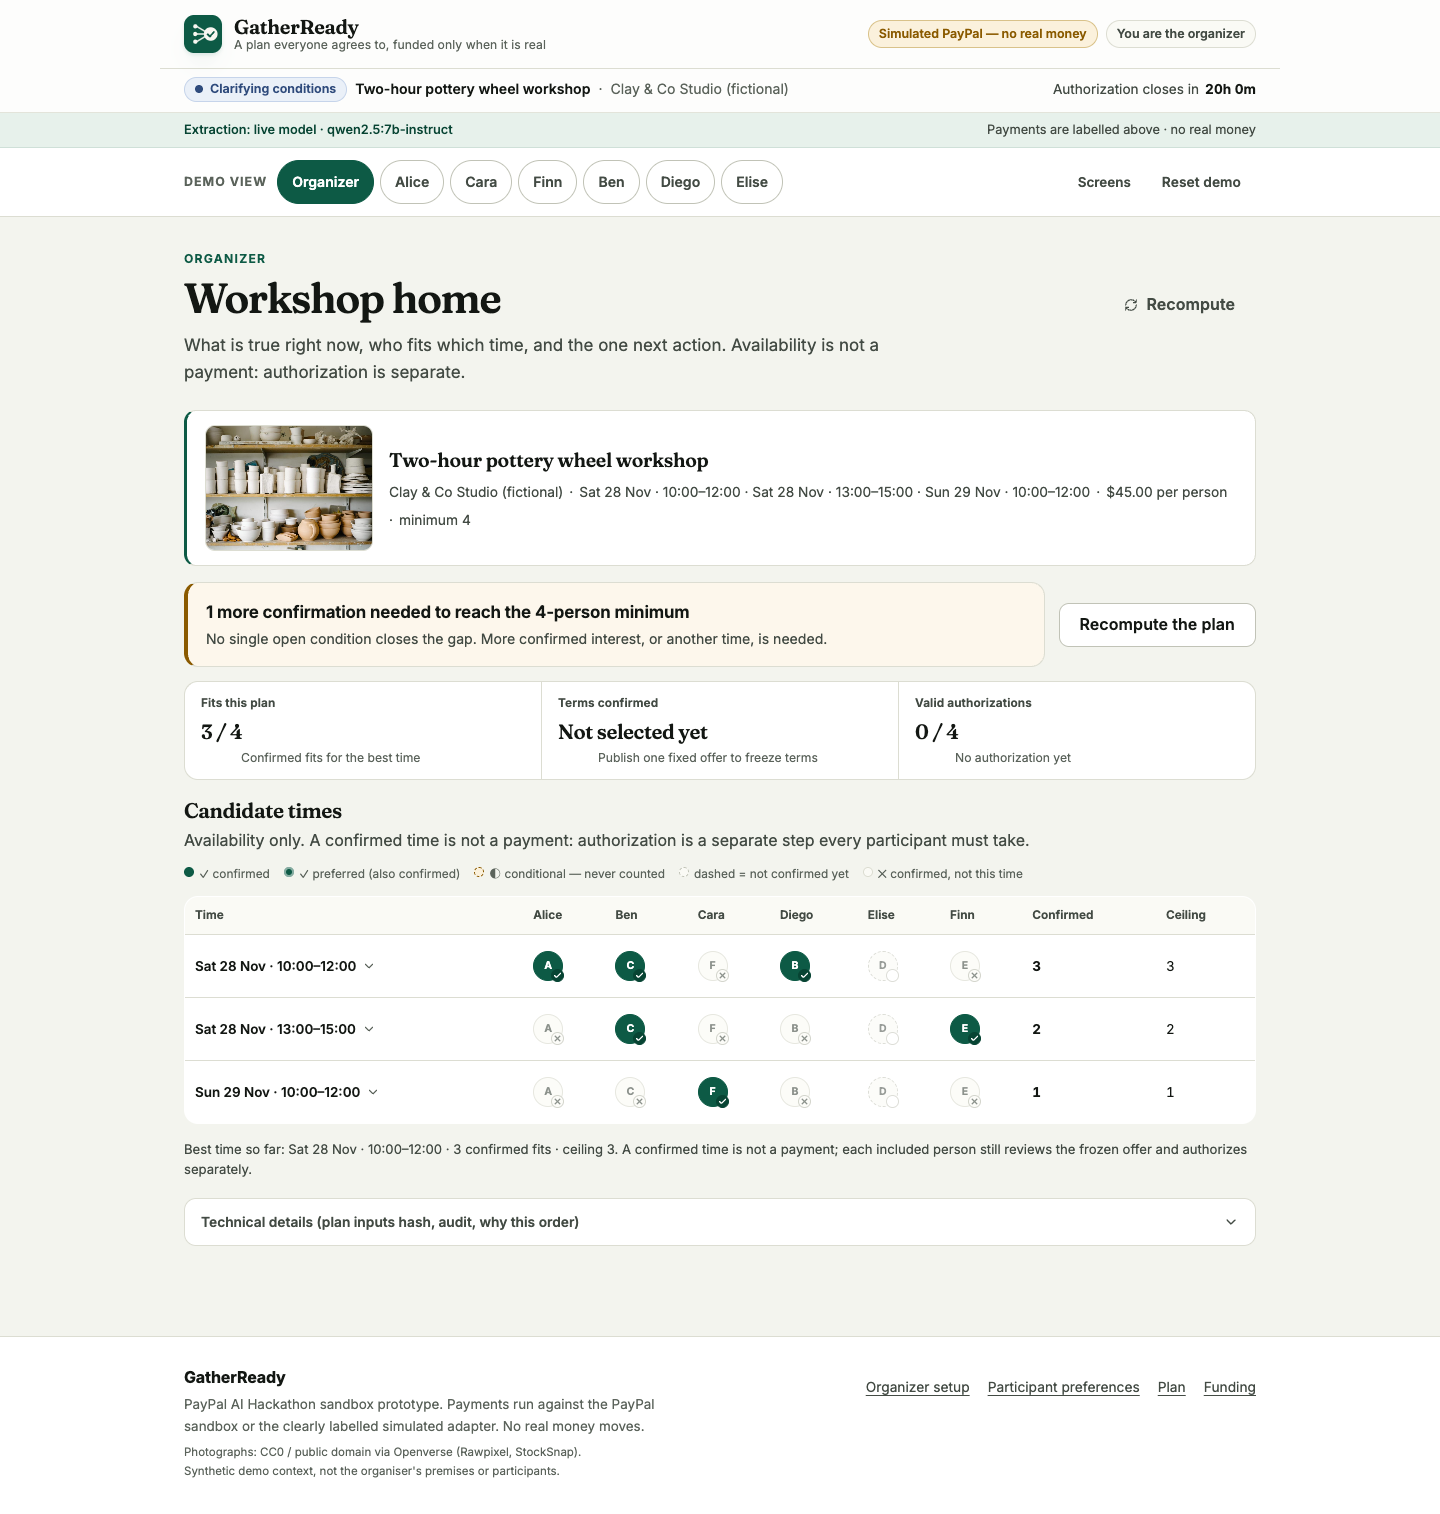 GatherReady
A plan everyone agrees to, funded only when it is real
Simulated PayPal — no real money
You are the organizer
Clarifying conditions
Two-hour pottery wheel workshop · Clay & Co Studio (fictional)
Authorization closes in 20h 0m
Extraction: live model · qwen2.5:7b-instruct
Payments are labelled above · no real money
DEMO VIEW
Organizer
Alice
Cara
Finn
Ben
Diego
Elise
Screens
Reset demo
ORGANIZER
Workshop home
Recompute
What is true right now, who fits which time, and the one next action. Availability is not a
payment: authorization is separate.
Two-hour pottery wheel workshop
Clay & Co Studio (fictional) · Sat 28 Nov · 10:00–12:00 · Sat 28 Nov · 13:00–15:00 · Sun 29 Nov · 10:00–12:00 · $45.00 per person
· minimum 4
1 more confirmation needed to reach the 4-person minimum
No single open condition closes the gap. More confirmed interest, or another time, is needed.
Recompute the plan
Fits this plan
3 / 4
Confirmed fits for the best time
Terms confirmed
Not selected yet
Publish one fixed offer to freeze terms
Valid authorizations
0 / 4
No authorization yet
Candidate times
Availability only. A confirmed time is not a payment: authorization is a separate step every participant must take.
✓ confirmed ✓ preferred (also confirmed) ◐ conditional — never counted dashed = not confirmed yet ✕ confirmed, not this time
Time Alice Ben Cara Diego Elise Finn Confirmed Ceiling
Sat 28 Nov · 10:00–12:00 A C F B D E 3 3
Sat 28 Nov · 13:00–15:00 A C F B D E 2 2
Sun 29 Nov · 10:00–12:00 A C F B D E 1 1
Best time so far: Sat 28 Nov · 10:00–12:00 · 3 confirmed fits · ceiling 3. A confirmed time is not a payment; each included person still reviews the frozen offer and authorizes
separately.
Technical details (plan inputs hash, audit, why this order)
GatherReady
PayPal AI Hackathon sandbox prototype. Payments run against the PayPal
sandbox or the clearly labelled simulated adapter. No real money moves.
Photographs: CC0 / public domain via Openverse (Rawpixel, StockSnap).
Synthetic demo context, not the organiser's premises or participants.
Organizer setup
Participant preferences
Plan
Funding